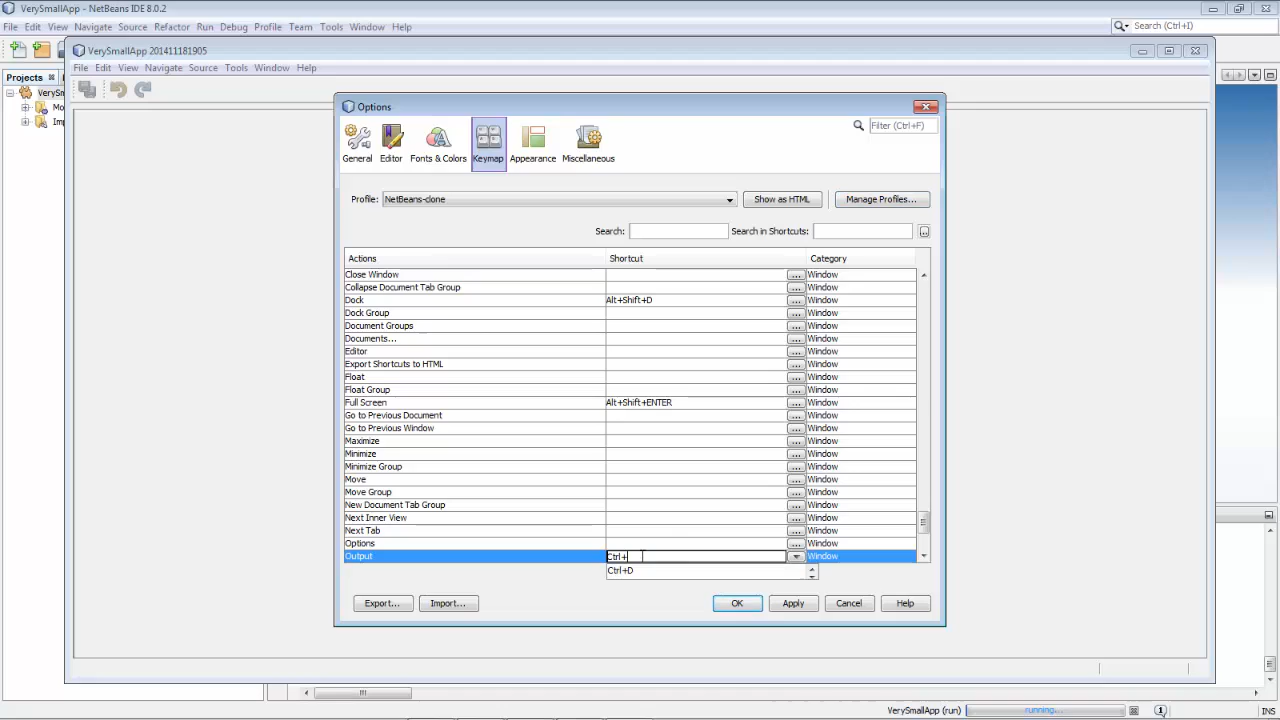 VerySmallApp - NetBeans IDE 8.0.2
File Edit View Navigate Source Refactor Run Debug Profile Team Tools Window Help
Search (Ctrl+I)
VerySmallApp 201411181905
File Edit View Navigate Source Tools Window Help
Projects
VerySm
Mo
Imp
Options
General Editor Fonts & Colors Keymap Appearance Miscellaneous
Filter (Ctrl+F)
Profile: NetBeans-clone Show as HTML Manage Profiles...
Search: Search in Shortcuts: ...
Actions Shortcut Category
Close Window ... Window
Collapse Document Tab Group ... Window
Dock Alt+Shift+D ... Window
Dock Group ... Window
Document Groups ... Window
Documents... ... Window
Editor ... Window
Export Shortcuts to HTML ... Window
Float ... Window
Float Group ... Window
Full Screen Alt+Shift+ENTER ... Window
Go to Previous Document ... Window
Go to Previous Window ... Window
Maximize ... Window
Minimize ... Window
Minimize Group ... Window
Move ... Window
Move Group ... Window
New Document Tab Group ... Window
Next Inner View ... Window
Next Tab ... Window
Options ... Window
Output Ctrl+ Window
Ctrl+D
Export... Import... OK Apply Cancel Help
VerySmallApp (run) running... 1 INS